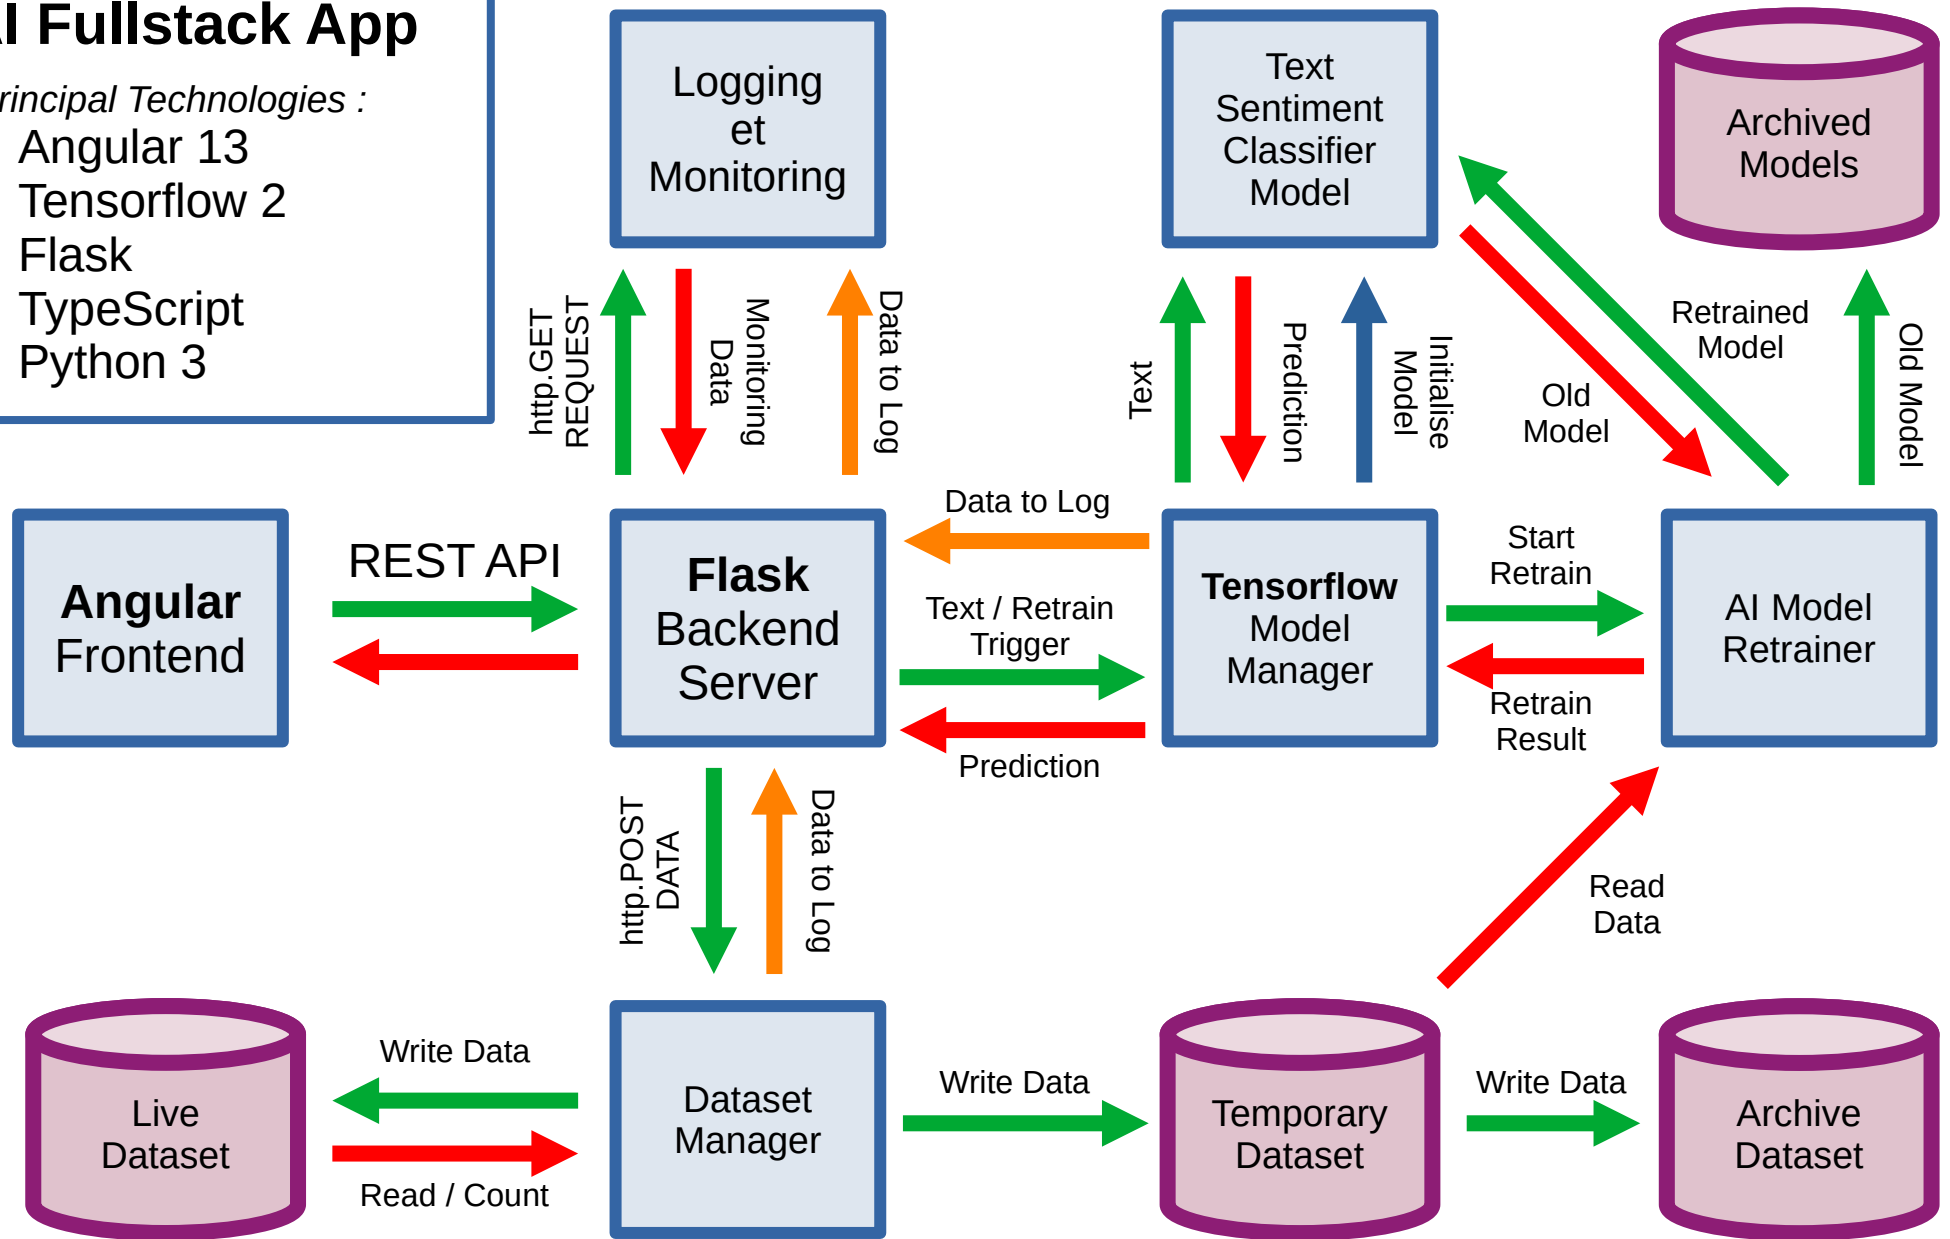 I Fullstack App
rincipal Technologies :
Angular 13
Tensorflow 2
Flask
TypeScript
Python 3
Logging
et
Monitoring
Text
Sentiment
Classifier
Model
Archived
Models
http.GET
REQUEST
Monitoring
Data
Data to Log
Text
Prediction
Initialise
Model
Retrained
Model
Old
Model
Old Model
Angular
Frontend
REST API
Flask
Backend
Server
Data to Log
Text / Retrain
Trigger
Prediction
Tensorflow
Model
Manager
Start
Retrain
Retrain
Result
AI Model
Retrainer
http.POST
DATA
Data to Log
Read
Data
Live
Dataset
Write Data
Read / Count
Dataset
Manager
Write Data
Temporary
Dataset
Write Data
Archive
Dataset